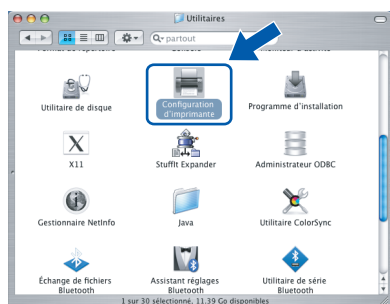 Utilitaires
partout
Utilitaire de disque
Configuration
d'imprimante
Programme d'installation
X11
StuffIt Expander
Administrateur ODBC
Gestionnaire NetInfo
Java
Utilitaire ColorSync
Échange de fichiers
Bluetooth
Assistant réglages
Bluetooth
Utilitaire de série
Bluetooth
1 sur 30 sélectionné, 11,39 Go disponibles